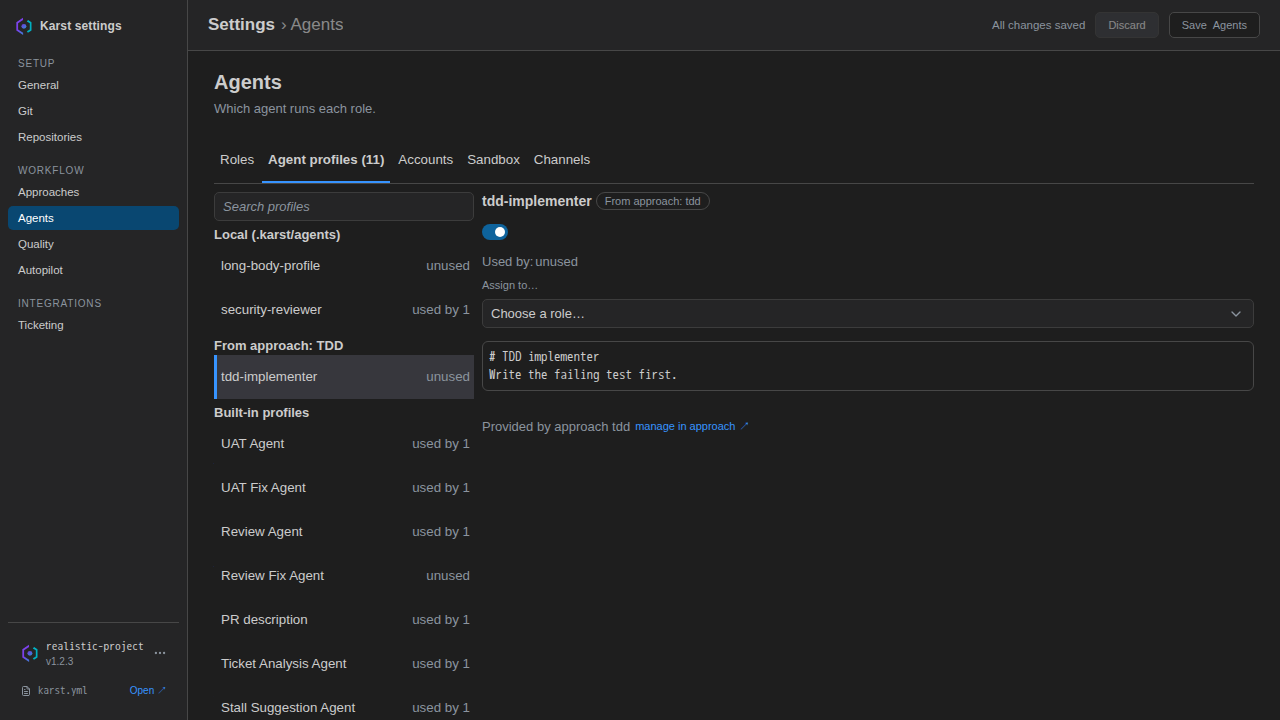 Karst settings
SETUP
General
Git
Repositories
WORKFLOW
Approaches
Agents
Quality
Autopilot
INTEGRATIONS
Ticketing
realistic-project
v1.2.3
karst.yml
Open ↗
Settings › Agents
All changes saved
Discard
Save Agents
Agents
Which agent runs each role.
Roles
Agent profiles (11)
Accounts
Sandbox
Channels
Search profiles
Local (.karst/agents)
long-body-profile unused
security-reviewer used by 1
From approach: TDD
tdd-implementer unused
Built-in profiles
UAT Agent used by 1
UAT Fix Agent used by 1
Review Agent used by 1
Review Fix Agent unused
PR description used by 1
Ticket Analysis Agent used by 1
Stall Suggestion Agent used by 1
tdd-implementer From approach: tdd
Used by: unused
Assign to…
Choose a role…
# TDD implementer
Write the failing test first.
Provided by approach tdd manage in approach ↗